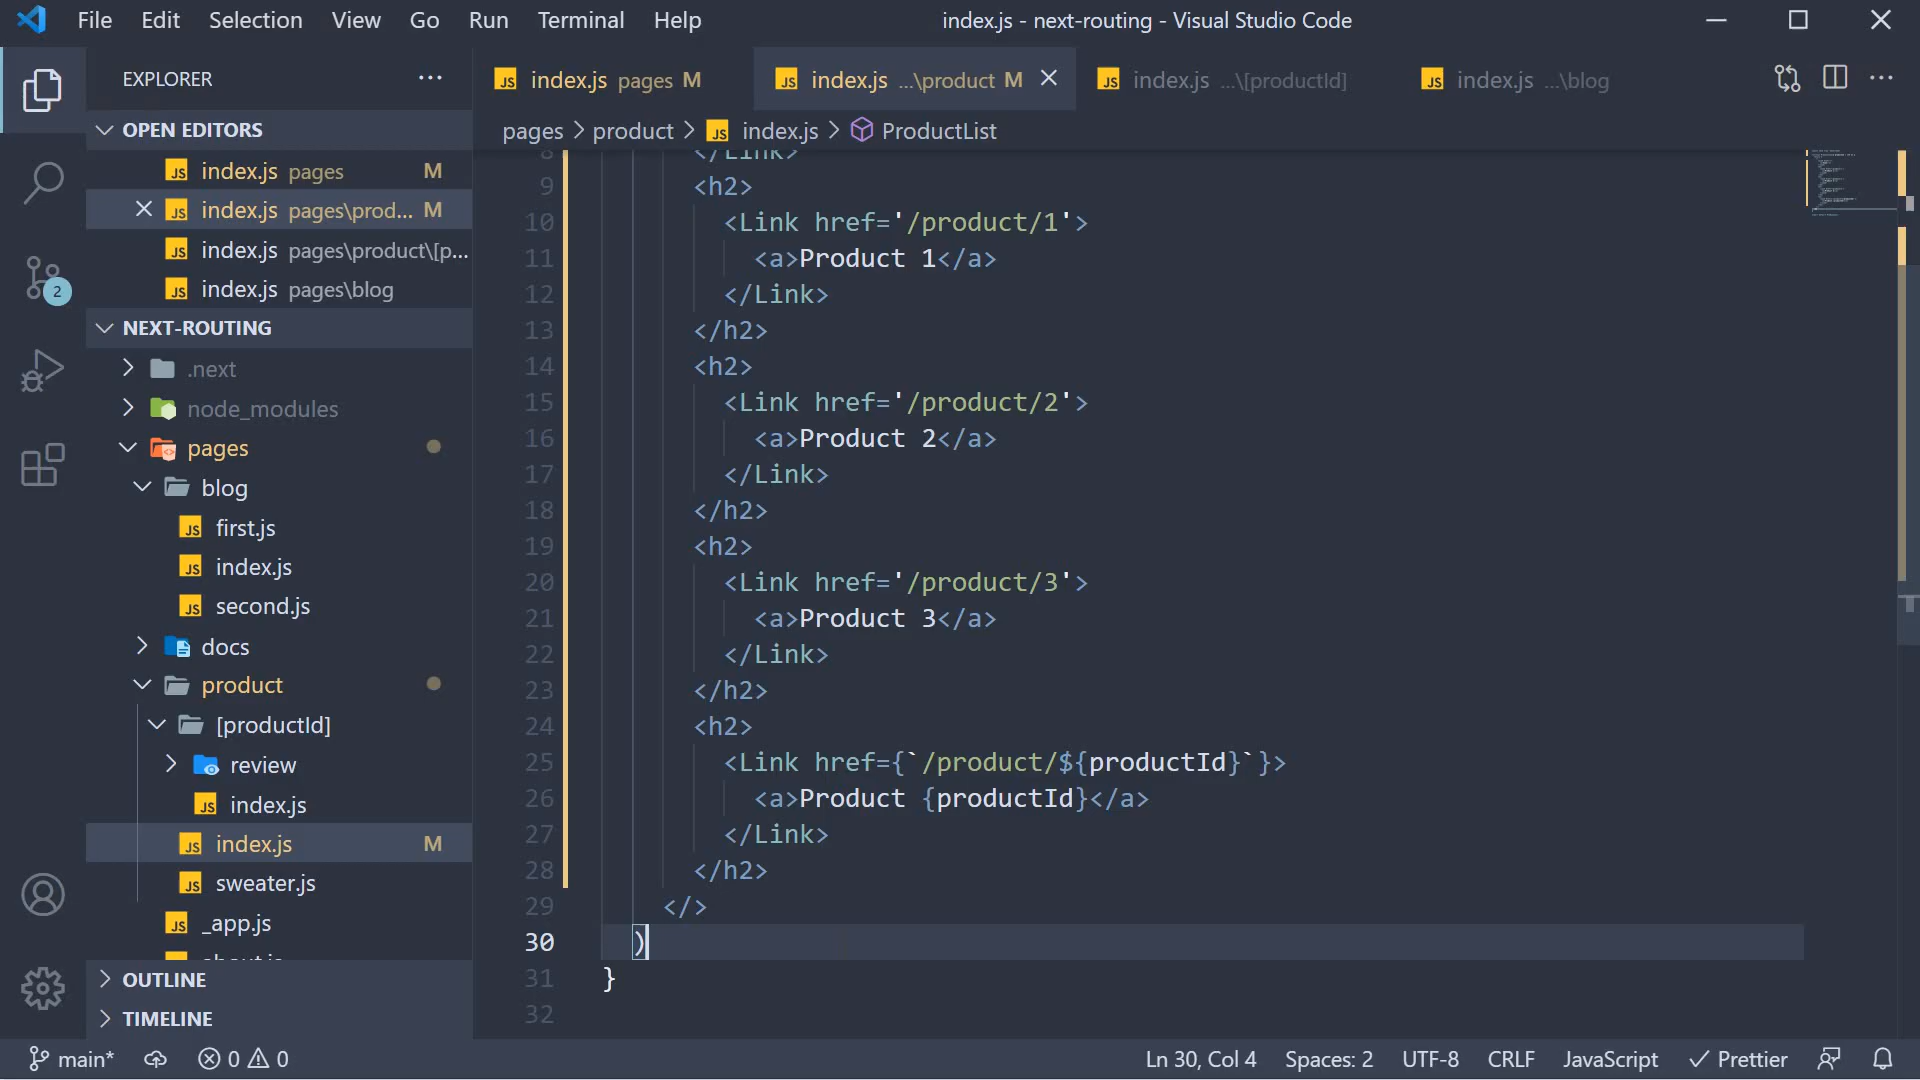 File Edit Selection View Go Run Terminal Help
index.js - next-routing - Visual Studio Code
EXPLORER
OPEN EDITORS
index.js pages M
index.js pages\prod... M
index.js pages\product\[p...
index.js pages\blog
NEXT-ROUTING
.next
node_modules
pages
blog
first.js
index.js
second.js
docs
product
[productId]
review
index.js
index.js M
sweater.js
_app.js
about.js
OUTLINE
TIMELINE
2
index.js pages M
index.js ...\product M
index.js ...\[productId]
index.js ...\blog
pages > product > index.js > ProductList
8 </Link>
9 <h2>
10 <Link href='/product/1'>
11 <a>Product 1</a>
12 </Link>
13 </h2>
14 <h2>
15 <Link href='/product/2'>
16 <a>Product 2</a>
17 </Link>
18 </h2>
19 <h2>
20 <Link href='/product/3'>
21 <a>Product 3</a>
22 </Link>
23 </h2>
24 <h2>
25 <Link href={`/product/${productId}`}>
26 <a>Product {productId}</a>
27 </Link>
28 </h2>
29 </>
30 )
31 }
32
main* 0 0
Ln 30, Col 4 Spaces: 2 UTF-8 CRLF JavaScript Prettier